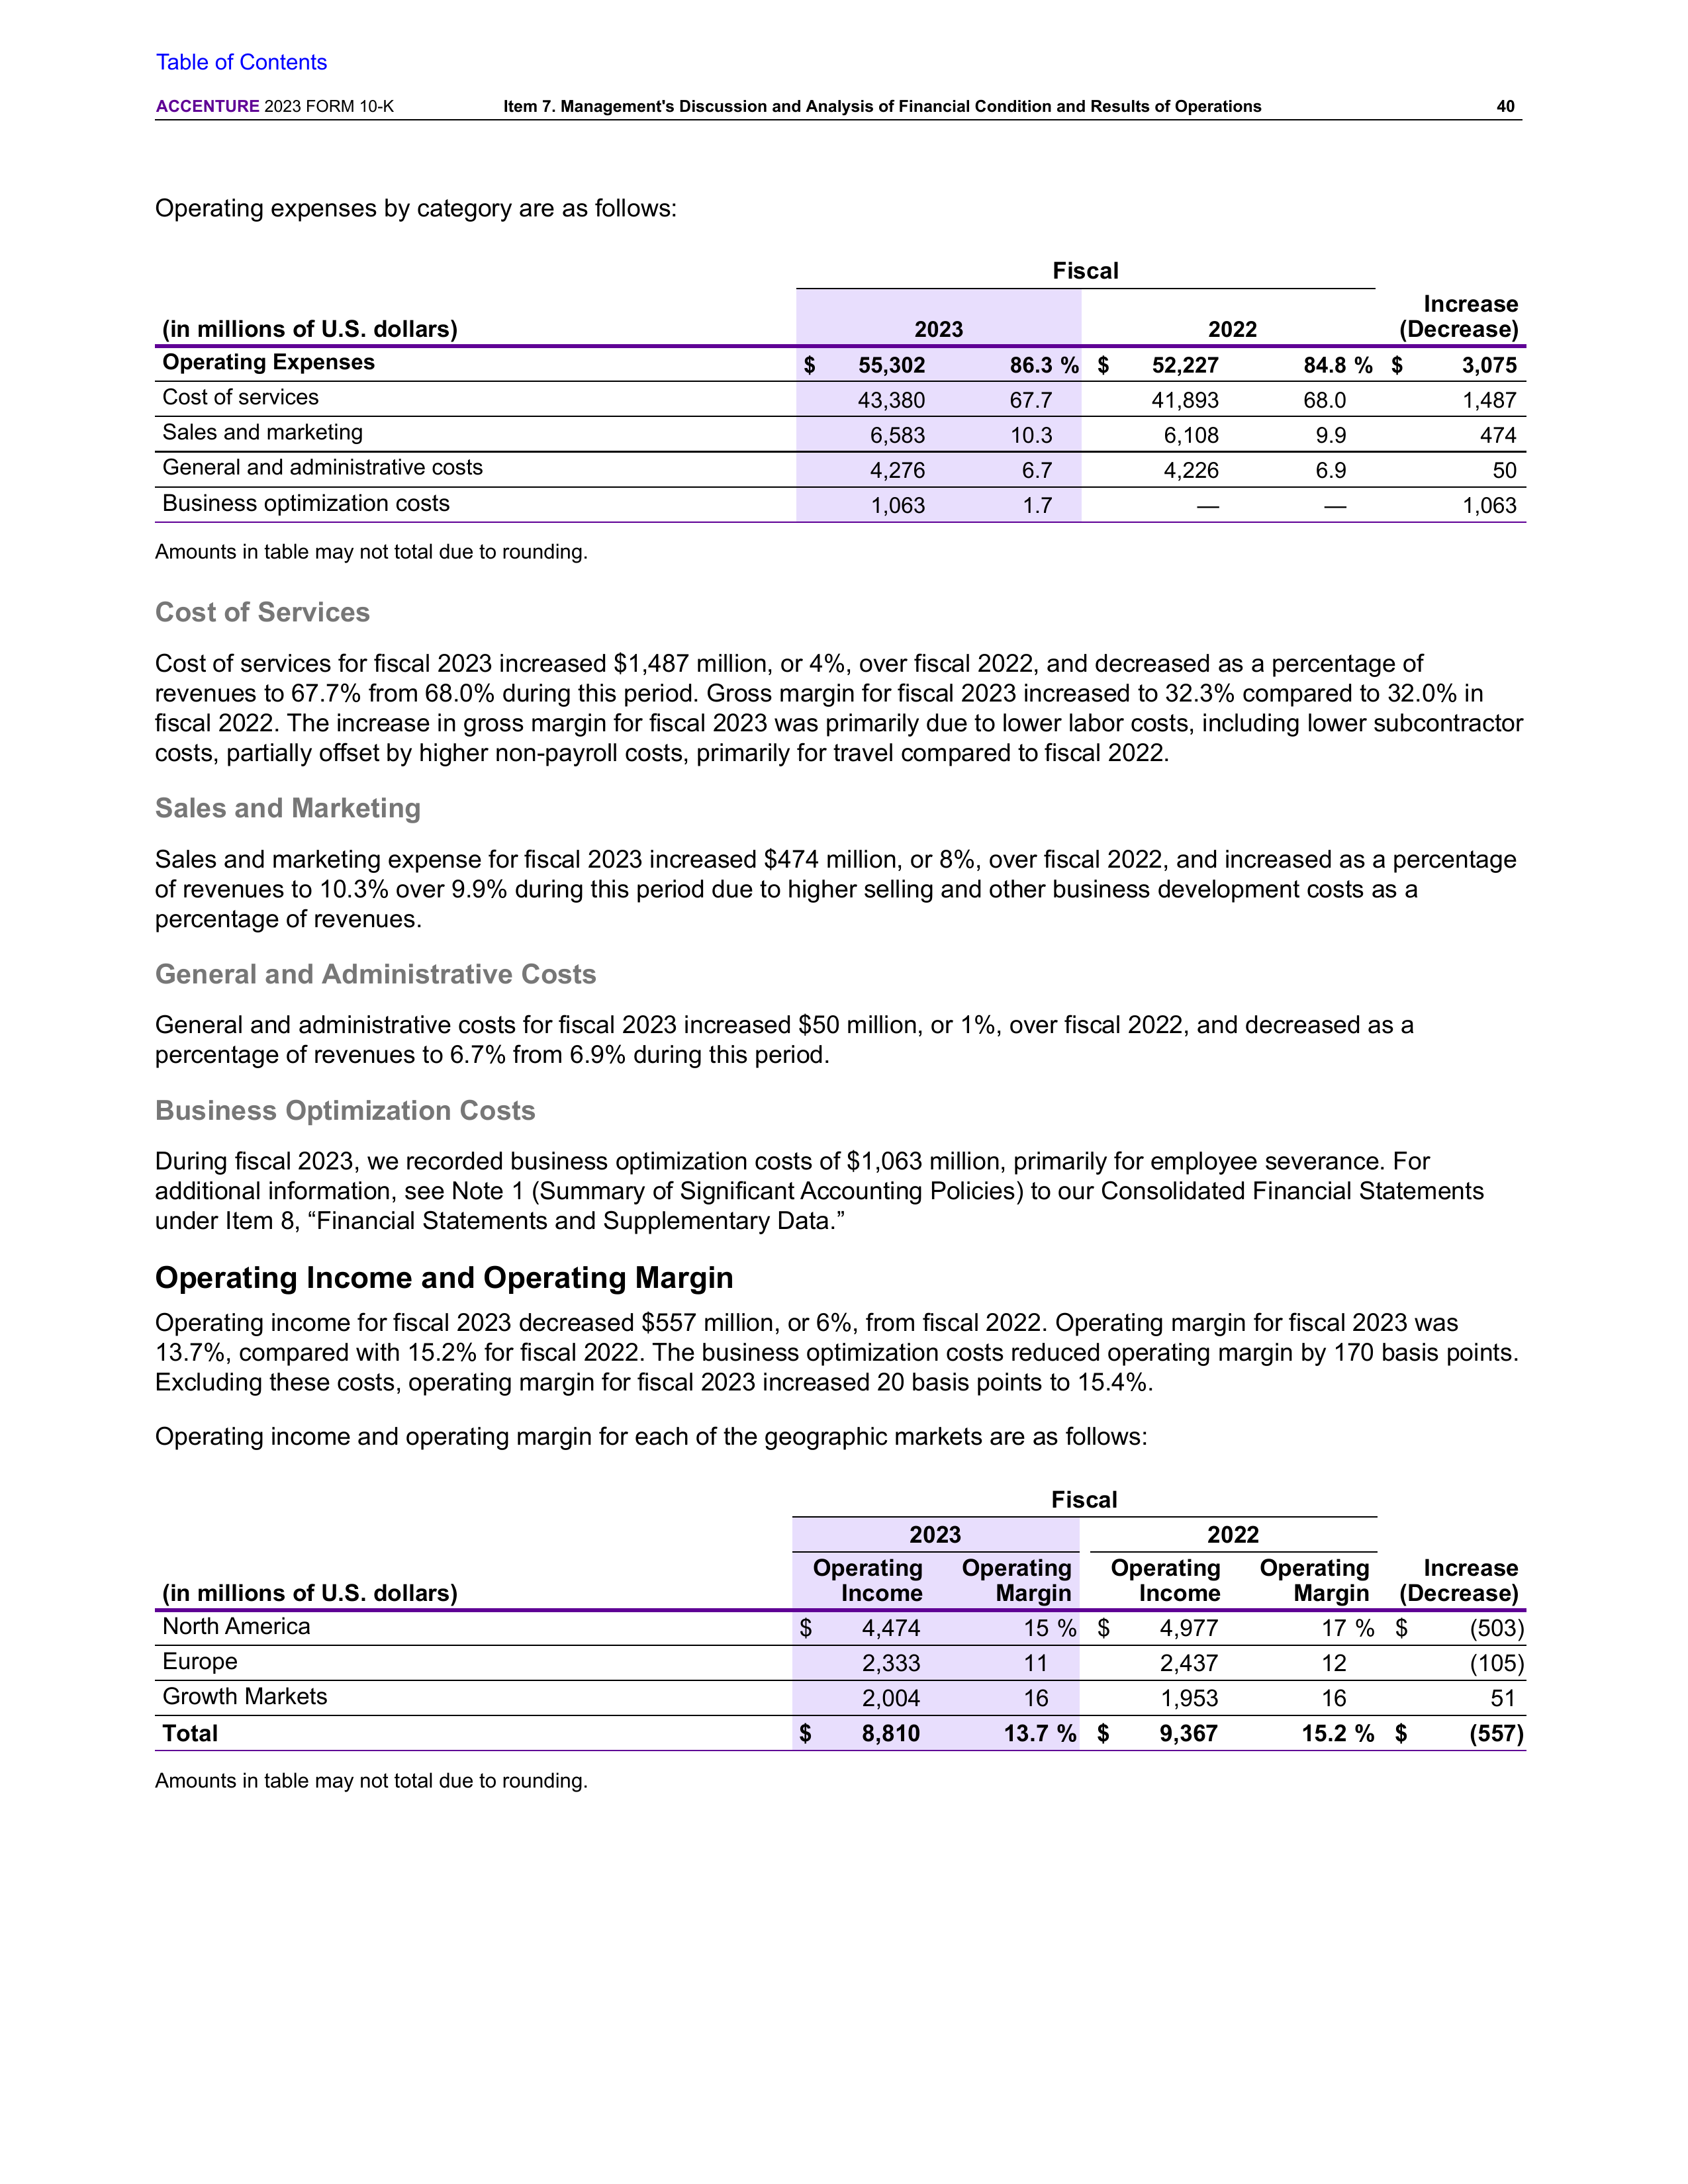 Table of Contents
ACCENTURE 2023 FORM 10-K Item 7. Management's Discussion and Analysis of Financial Condition and Results of Operations 40
Operating expenses by category are as follows:
Fiscal
(in millions of U.S. dollars) 2023 2022 Increase (Decrease)
Operating Expenses $ 55,302 86.3 % $ 52,227 84.8 % $ 3,075
Cost of services 43,380 67.7 41,893 68.0 1,487
Sales and marketing 6,583 10.3 6,108 9.9 474
General and administrative costs 4,276 6.7 4,226 6.9 50
Business optimization costs 1,063 1.7 — — 1,063
Amounts in table may not total due to rounding.
Cost of Services
Cost of services for fiscal 2023 increased $1,487 million, or 4%, over fiscal 2022, and decreased as a percentage of
revenues to 67.7% from 68.0% during this period. Gross margin for fiscal 2023 increased to 32.3% compared to 32.0% in
fiscal 2022. The increase in gross margin for fiscal 2023 was primarily due to lower labor costs, including lower subcontractor
costs, partially offset by higher non-payroll costs, primarily for travel compared to fiscal 2022.
Sales and Marketing
Sales and marketing expense for fiscal 2023 increased $474 million, or 8%, over fiscal 2022, and increased as a percentage
of revenues to 10.3% over 9.9% during this period due to higher selling and other business development costs as a
percentage of revenues.
General and Administrative Costs
General and administrative costs for fiscal 2023 increased $50 million, or 1%, over fiscal 2022, and decreased as a
percentage of revenues to 6.7% from 6.9% during this period.
Business Optimization Costs
During fiscal 2023, we recorded business optimization costs of $1,063 million, primarily for employee severance. For
additional information, see Note 1 (Summary of Significant Accounting Policies) to our Consolidated Financial Statements
under Item 8, “Financial Statements and Supplementary Data.”
Operating Income and Operating Margin
Operating income for fiscal 2023 decreased $557 million, or 6%, from fiscal 2022. Operating margin for fiscal 2023 was
13.7%, compared with 15.2% for fiscal 2022. The business optimization costs reduced operating margin by 170 basis points.
Excluding these costs, operating margin for fiscal 2023 increased 20 basis points to 15.4%.
Operating income and operating margin for each of the geographic markets are as follows:
Fiscal
2023 2022
(in millions of U.S. dollars) Operating Income Operating Margin Operating Income Operating Margin Increase (Decrease)
North America $ 4,474 15 % $ 4,977 17 % $ (503)
Europe 2,333 11 2,437 12 (105)
Growth Markets 2,004 16 1,953 16 51
Total $ 8,810 13.7 % $ 9,367 15.2 % $ (557)
Amounts in table may not total due to rounding.